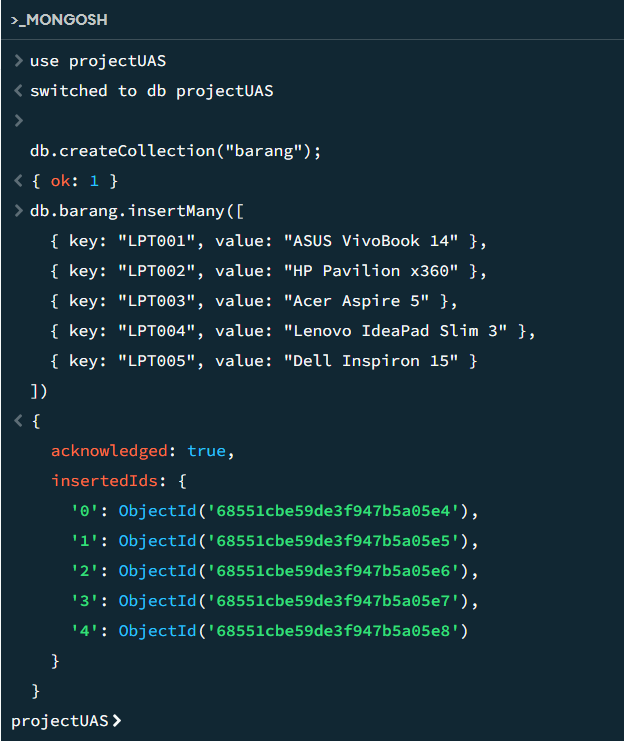 >_MONGOSH
> use projectUAS
< switched to db projectUAS
>
db.createCollection("barang");
< { ok: 1 }
> db.barang.insertMany([
{ key: "LPT001", value: "ASUS VivoBook 14" },
{ key: "LPT002", value: "HP Pavilion x360" },
{ key: "LPT003", value: "Acer Aspire 5" },
{ key: "LPT004", value: "Lenovo IdeaPad Slim 3" },
{ key: "LPT005", value: "Dell Inspiron 15" }
])
< {
acknowledged: true,
insertedIds: {
'0': ObjectId('68551cbe59de3f947b5a05e4'),
'1': ObjectId('68551cbe59de3f947b5a05e5'),
'2': ObjectId('68551cbe59de3f947b5a05e6'),
'3': ObjectId('68551cbe59de3f947b5a05e7'),
'4': ObjectId('68551cbe59de3f947b5a05e8')
}
}
projectUAS>